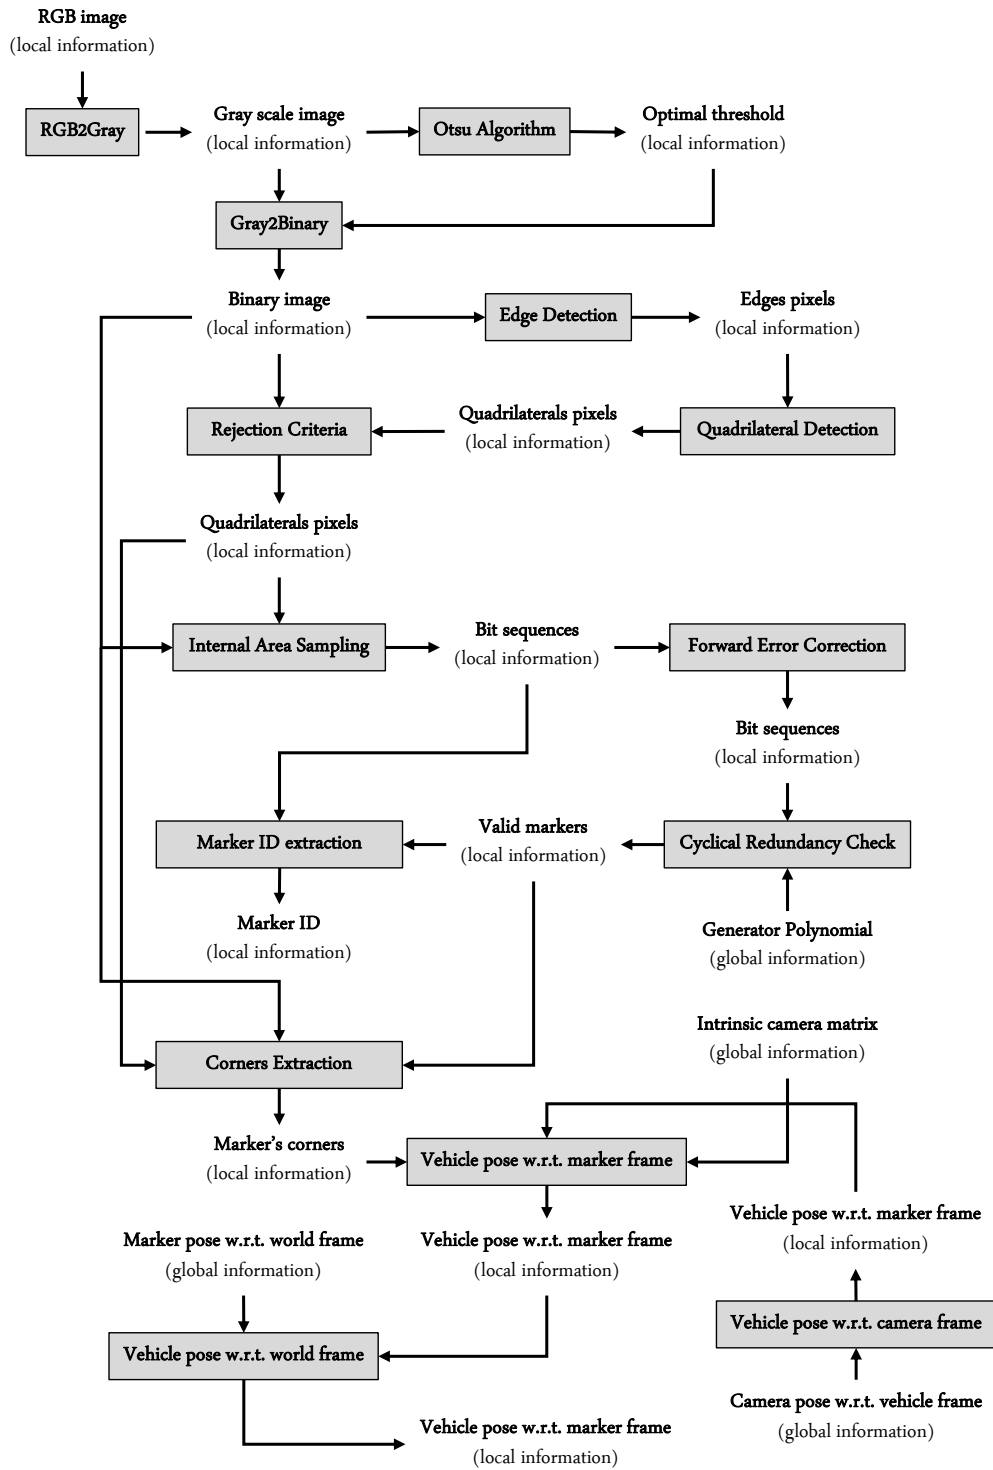 RGB image
(local information)
RGB2Gray
Gray scale image
(local information)
Otsu Algorithm
Optimal threshold
(local information)
Gray2Binary
Binary image
(local information)
Edge Detection
Edges pixels
(local information)
Rejection Criteria
Quadrilaterals pixels
(local information)
Quadrilateral Detection
Quadrilaterals pixels
(local information)
Internal Area Sampling
Bit sequences
(local information)
Forward Error Correction
Bit sequences
(local information)
Marker ID extraction
Valid markers
(local information)
Cyclical Redundancy Check
Marker ID
(local information)
Generator Polynomial
(global information)
Intrinsic camera matrix
(global information)
Corners Extraction
Marker's corners
(local information)
Vehicle pose w.r.t. marker frame
Vehicle pose w.r.t. marker frame
(local information)
Marker pose w.r.t. world frame
(global information)
Vehicle pose w.r.t. marker frame
(local information)
Vehicle pose w.r.t. camera frame
Vehicle pose w.r.t. world frame
Camera pose w.r.t. vehicle frame
(global information)
Vehicle pose w.r.t. marker frame
(local information)